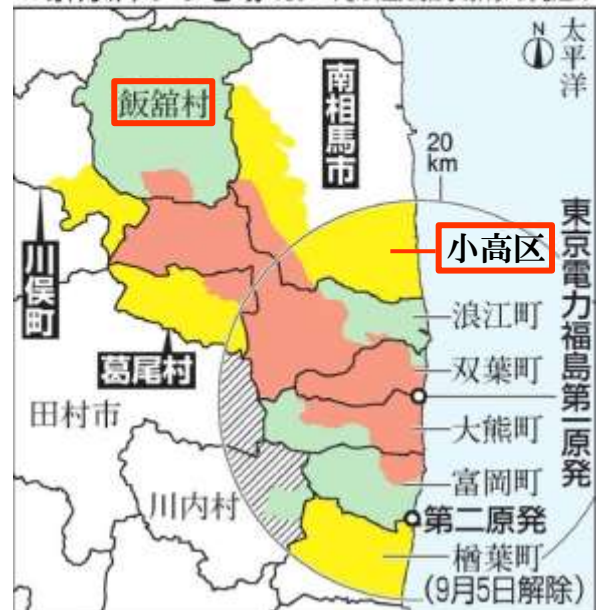 太平洋
飯舘村
南相馬市
20
km
東京電力福島第一原発
小高区
川俣町
浪江町
葛尾村
双葉町
田村市
大熊町
富岡町
川内村
第二原発
楢葉町
(9月5日解除)